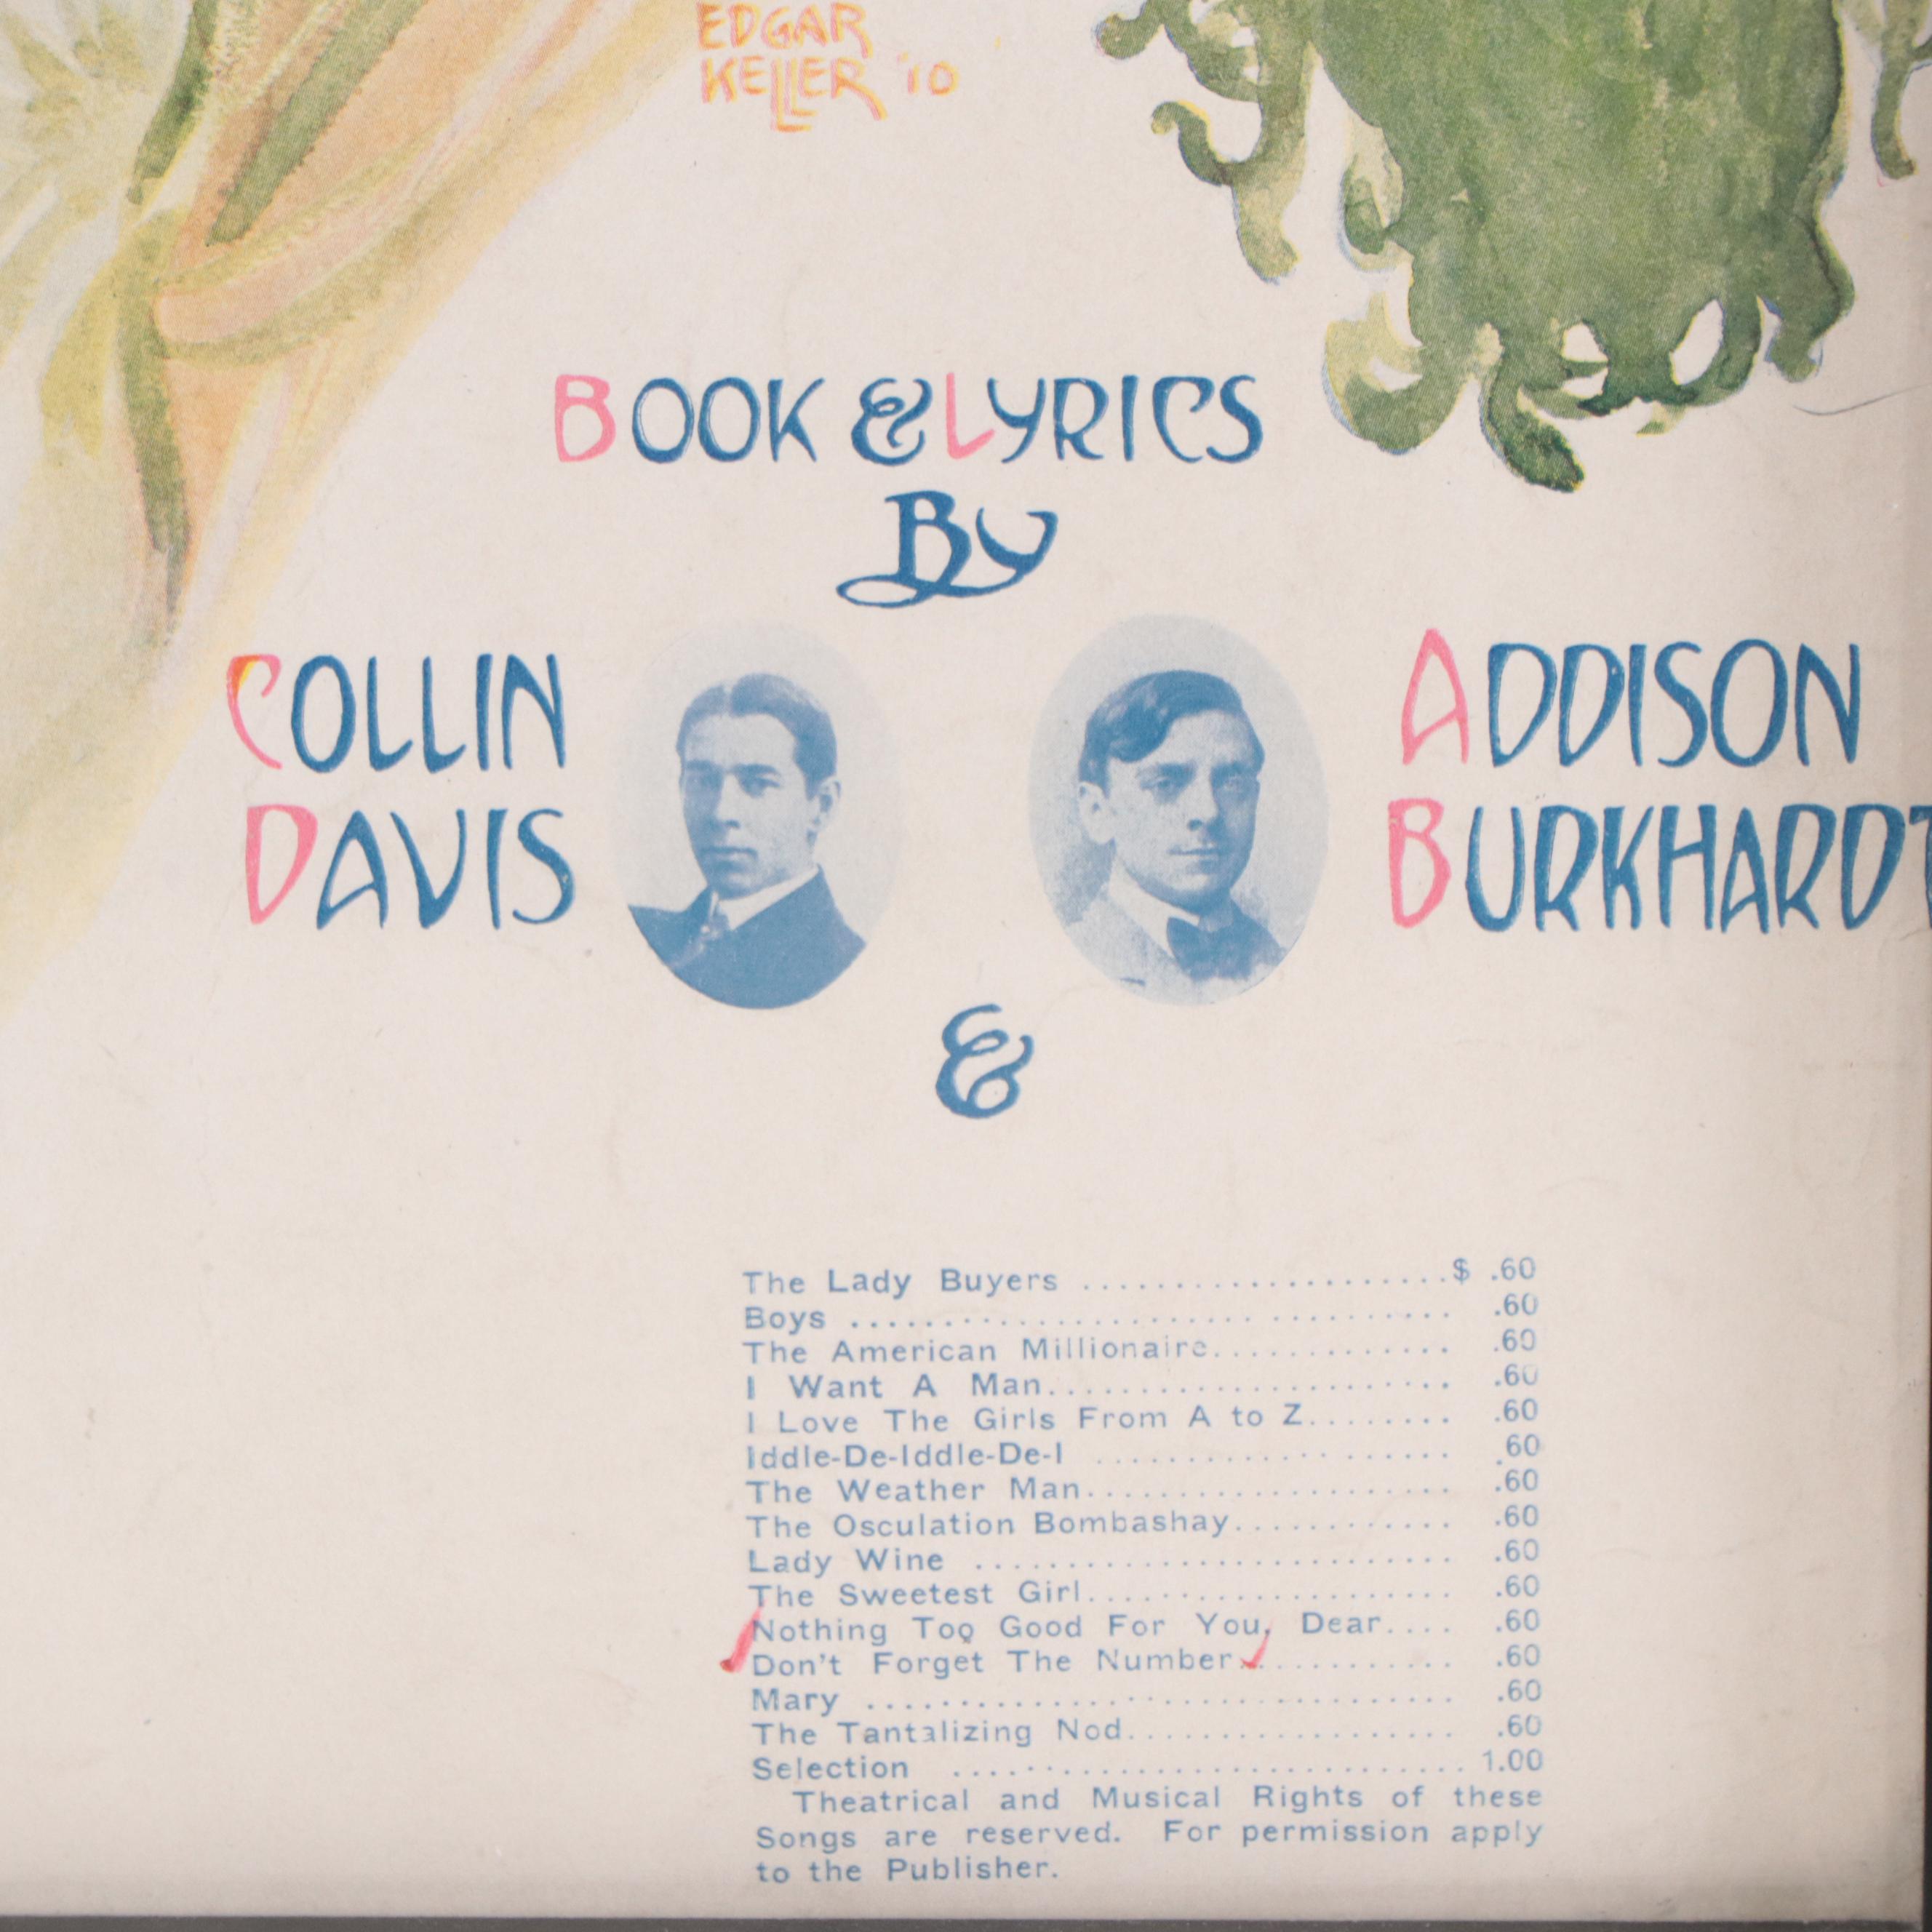 EDGAR
KELLER '10
BOOK & LYRICS
By
COLLIN
DAVIS
ADDISON
BURKHARDT
&
The Lady Buyers .....................$ .60
Boys ................................. .60
The American Millionaire............. .60
I Want A Man...................... .60
I Love The Girls From A to Z........ .60
Iddle-De-Iddle-De-I .................... .60
The Weather Man.................... .60
The Osculation Bombashay............ .60
Lady Wine .......................... .60
The Sweetest Girl.................... .60
Nothing Too Good For You, Dear.... .60
Don't Forget The Number............ .60
Mary ................................ .60
The Tantalizing Nod.................. .60
Selection ............................ 1.00
Theatrical and Musical Rights of these
Songs are reserved. For permission apply
to the Publisher.